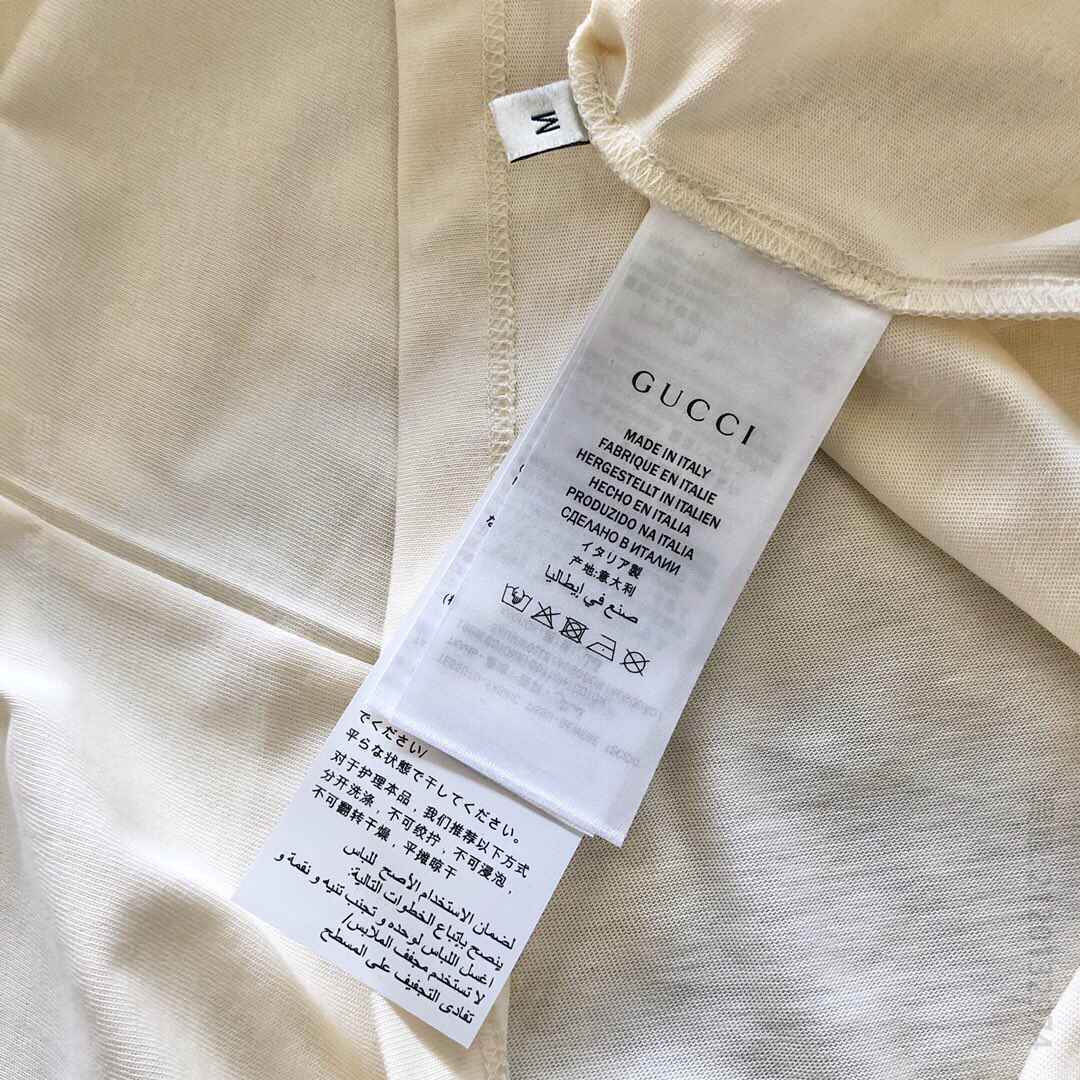 M
GUCCI
MADE IN ITALY
FABRIQUE EN ITALIE
HERGESTELLT IN ITALIEN
HECHO EN ITALIA
PRODUZIDO NA ITALIA
СДЕЛАНО В ИТАЛИИ
イタリア製
产地:意大利
صنع في إيطاليا
でください/
平らな状態で干してください。
对于护理本品，我们推荐以下方式
分开洗涤，不可绞拧，不可浸泡，
不可翻转干燥，平摊晾干
لضمان الاستخدام الأصح للباس
ينصح بإتباع الخطوات التالية:
اغسل اللباس لوحده و تجنب تنيه و نقمة و
لا تستخدم مجفف الملابس/
تفادى التجفيف على المسطح